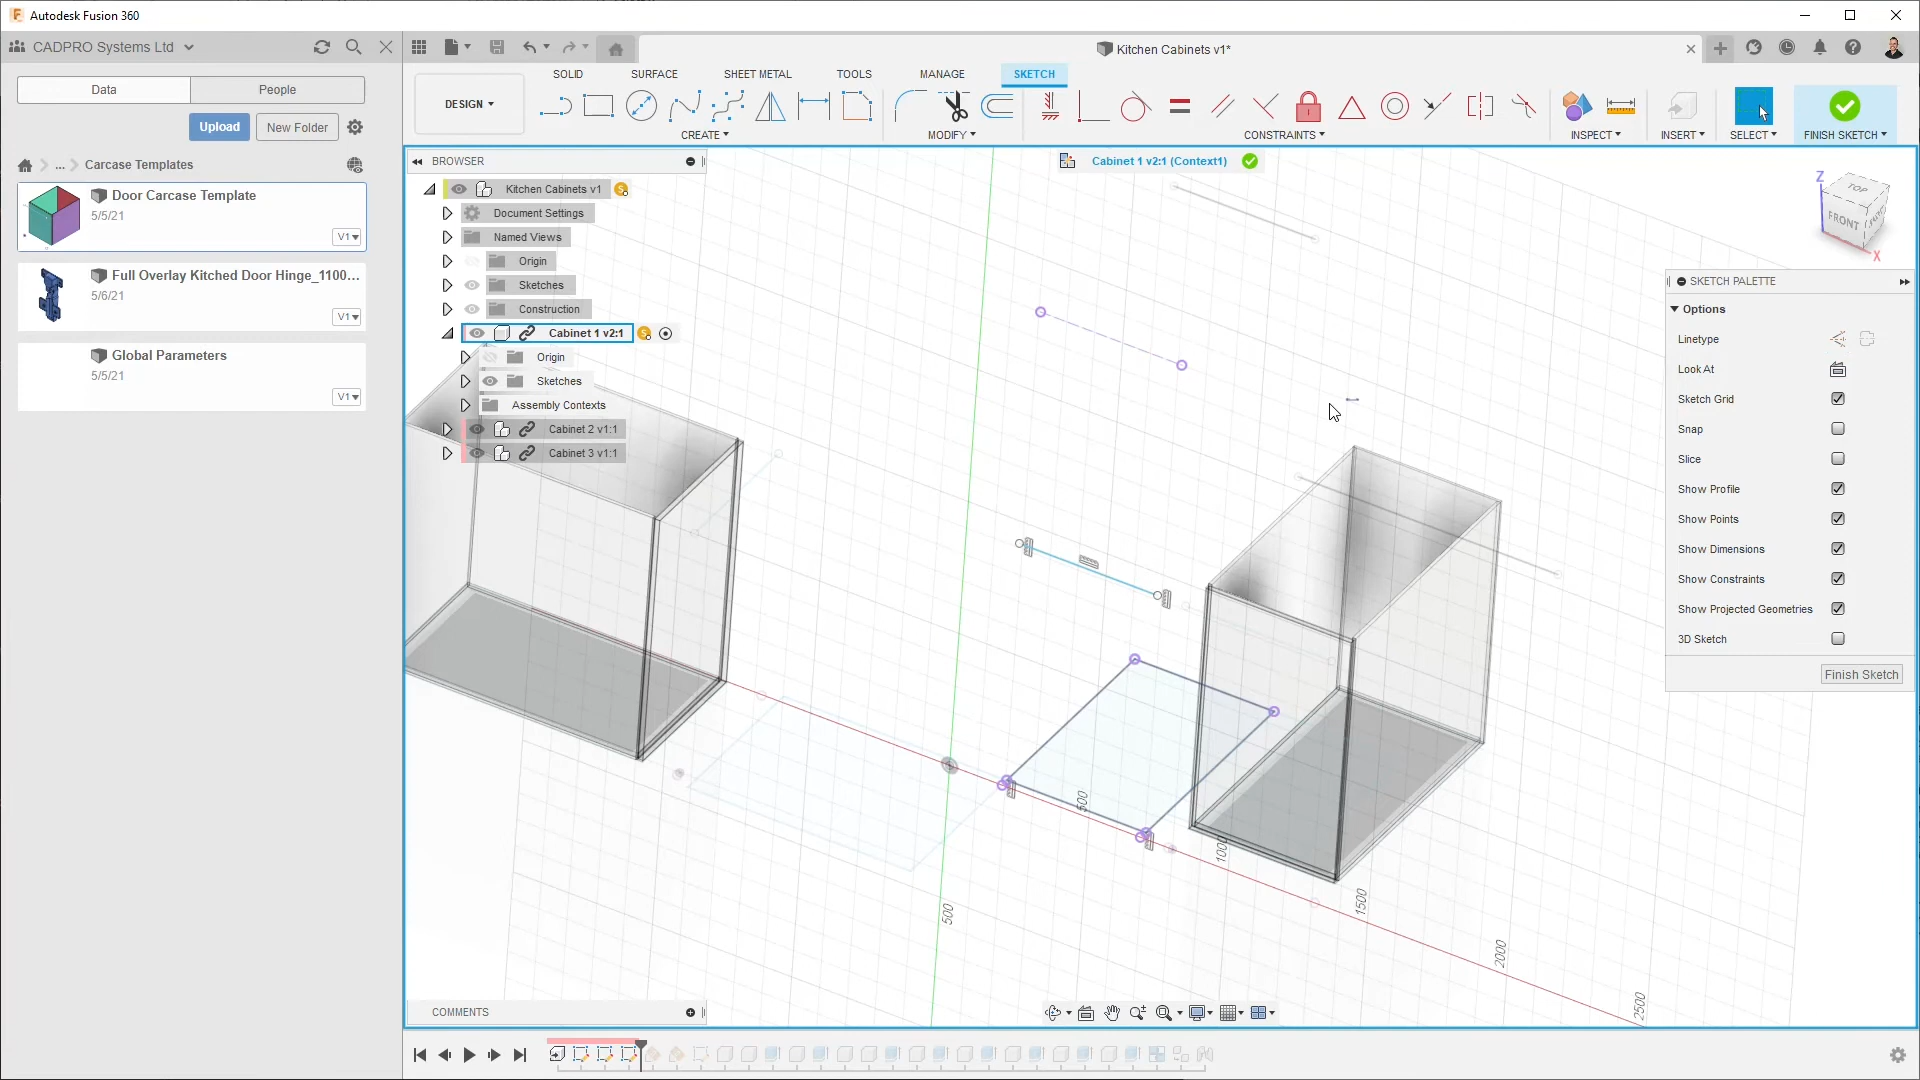 Autodesk Fusion 360
CADPRO Systems Ltd
Kitchen Cabinets v1*
Data
People
Upload
New Folder
... Carcase Templates
Door Carcase Template
5/5/21
V1
Full Overlay Kitched Door Hinge_1100...
5/6/21
V1
Global Parameters
5/5/21
V1
DESIGN
SOLID
SURFACE
SHEET METAL
TOOLS
MANAGE
SKETCH
CREATE
MODIFY
CONSTRAINTS
INSPECT
INSERT
SELECT
FINISH SKETCH
BROWSER
Kitchen Cabinets v1
Document Settings
Named Views
Origin
Sketches
Construction
Cabinet 1 v2:1
Origin
Sketches
Assembly Contexts
Cabinet 2 v1:1
Cabinet 3 v1:1
Cabinet 1 v2:1 (Context1)
Z
TOP
FRONT
X
SKETCH PALETTE
Options
Linetype
Look At
Sketch Grid
Snap
Slice
Show Profile
Show Points
Show Dimensions
Show Constraints
Show Projected Geometries
3D Sketch
Finish Sketch
500
1000
1500
2000
2500
500
COMMENTS